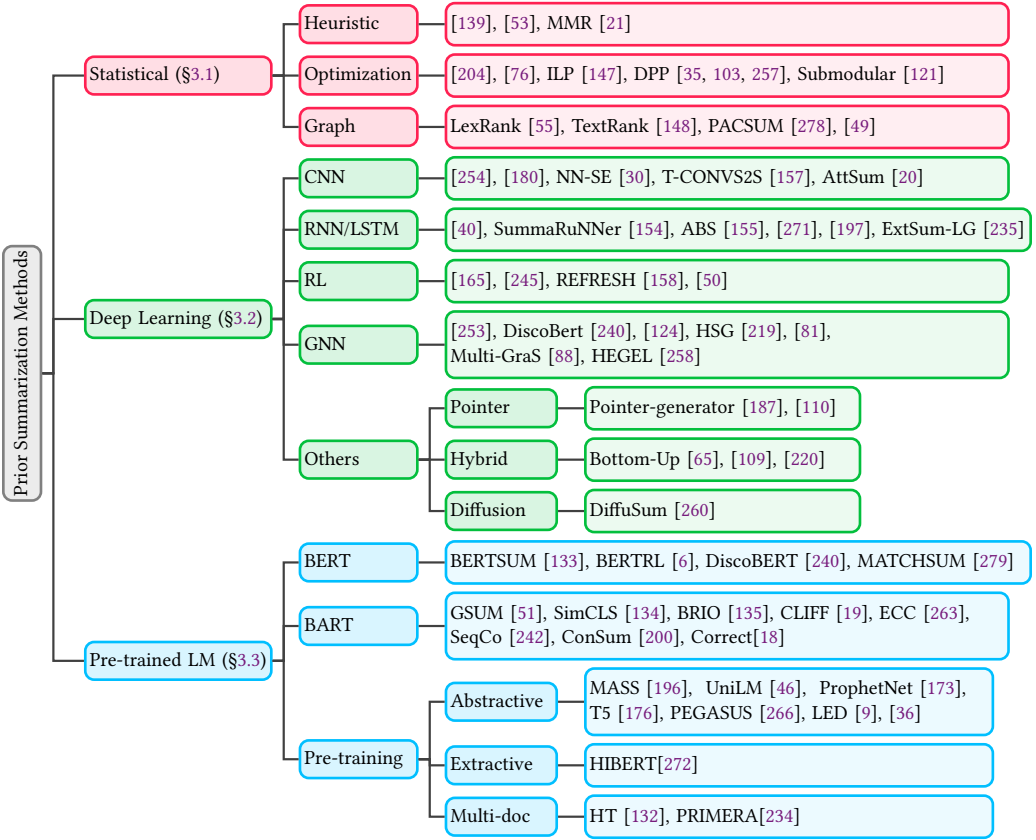 Prior Summarization Methods
Statistical (§3.1)
Heuristic
[139], [53], MMR [21]
Optimization
[204], [76], ILP [147], DPP [35, 103, 257], Submodular [121]
Graph
LexRank [55], TextRank [148], PACSUM [278], [49]
Deep Learning (§3.2)
CNN
[254], [180], NN-SE [30], T-CONVS2S [157], AttSum [20]
RNN/LSTM
[40], SummaRuNNer [154], ABS [155], [271], [197], ExtSum-LG [235]
RL
[165], [245], REFRESH [158], [50]
GNN
[253], DiscoBert [240], [124], HSG [219], [81],
Multi-GraS [88], HEGEL [258]
Others
Pointer
Pointer-generator [187], [110]
Hybrid
Bottom-Up [65], [109], [220]
Diffusion
DiffuSum [260]
Pre-trained LM (§3.3)
BERT
BERTSUM [133], BERTRL [6], DiscoBERT [240], MATCHSUM [279]
BART
GSUM [51], SimCLS [134], BRIO [135], CLIFF [19], ECC [263],
SeqCo [242], ConSum [200], Correct[18]
Pre-training
Abstractive
MASS [196], UniLM [46], ProphetNet [173],
T5 [176], PEGASUS [266], LED [9], [36]
Extractive
HIBERT[272]
Multi-doc
HT [132], PRIMERA[234]